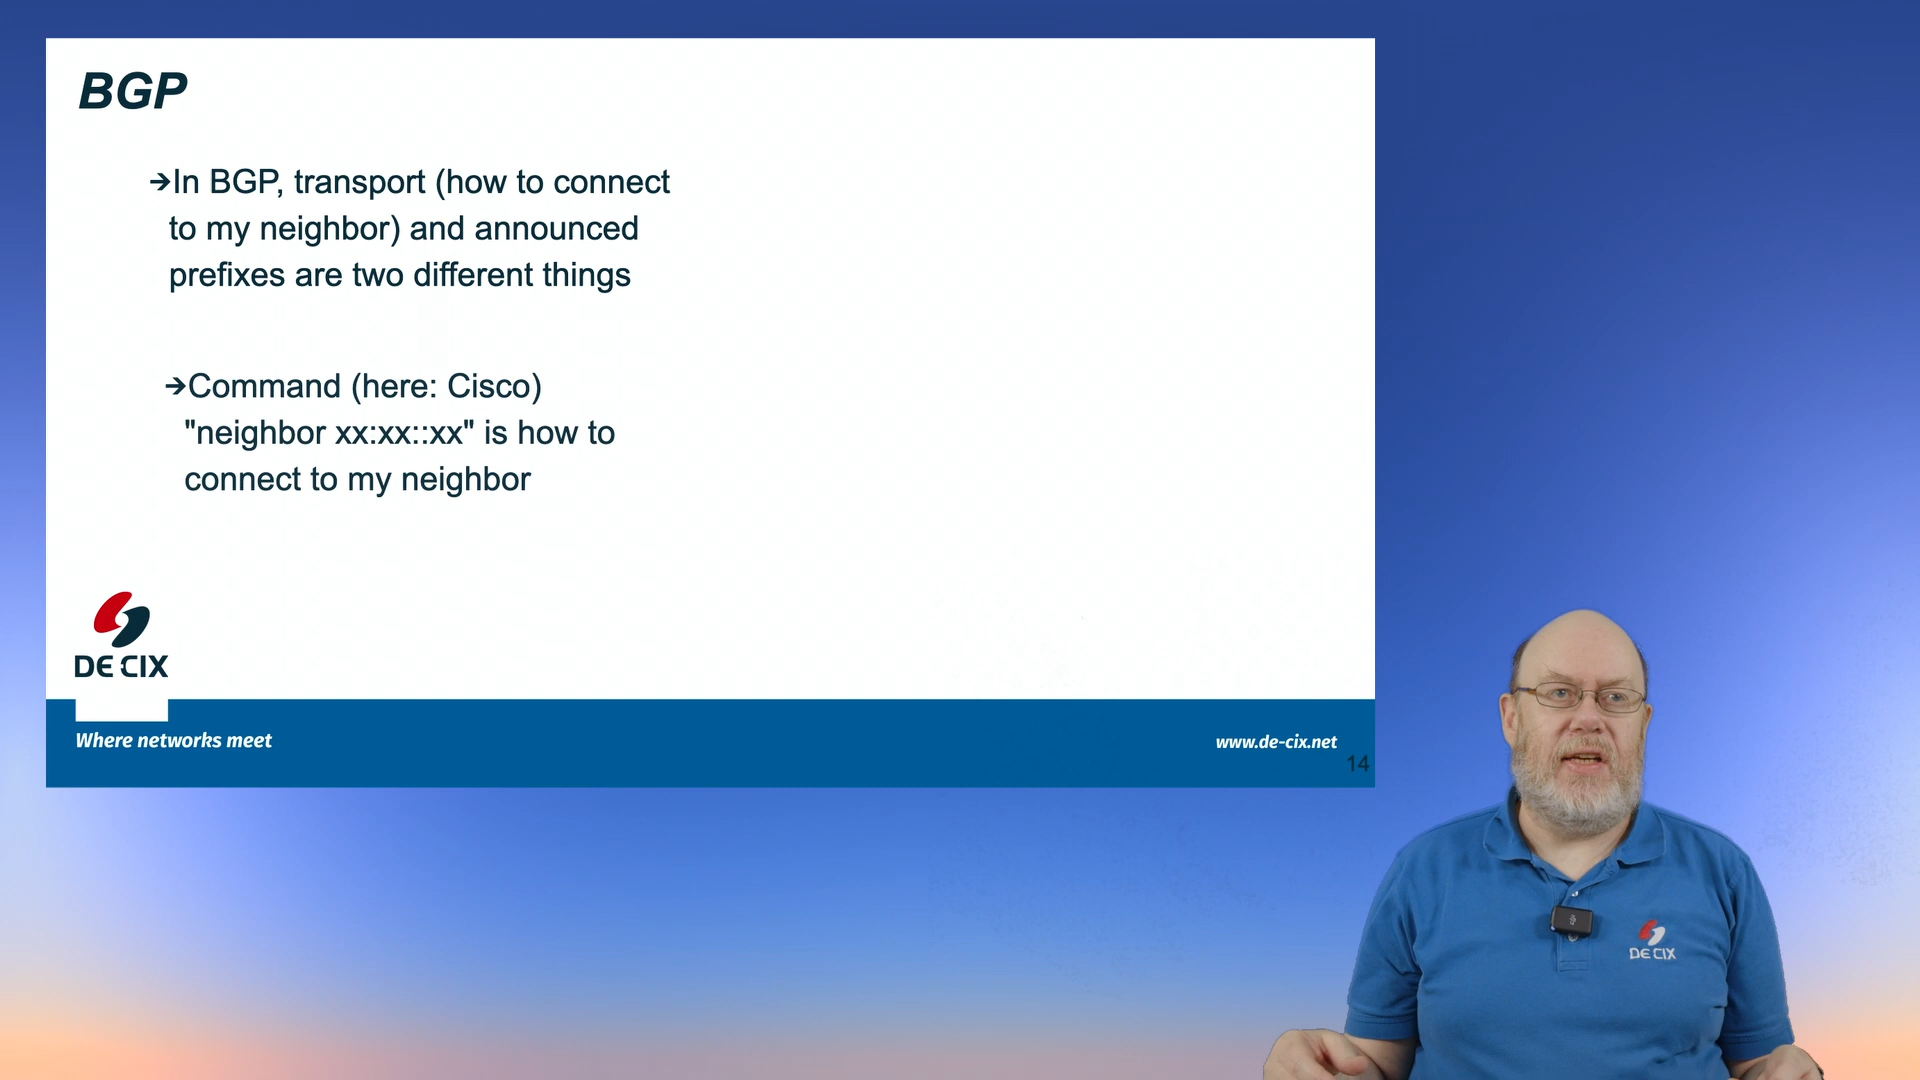 BGP
➔In BGP, transport (how to connect
to my neighbor) and announced
prefixes are two different things
➔Command (here: Cisco)
"neighbor xx:xx::xx" is how to
connect to my neighbor
DE CIX
Where networks meet
www.de-cix.net
14
DE CIX